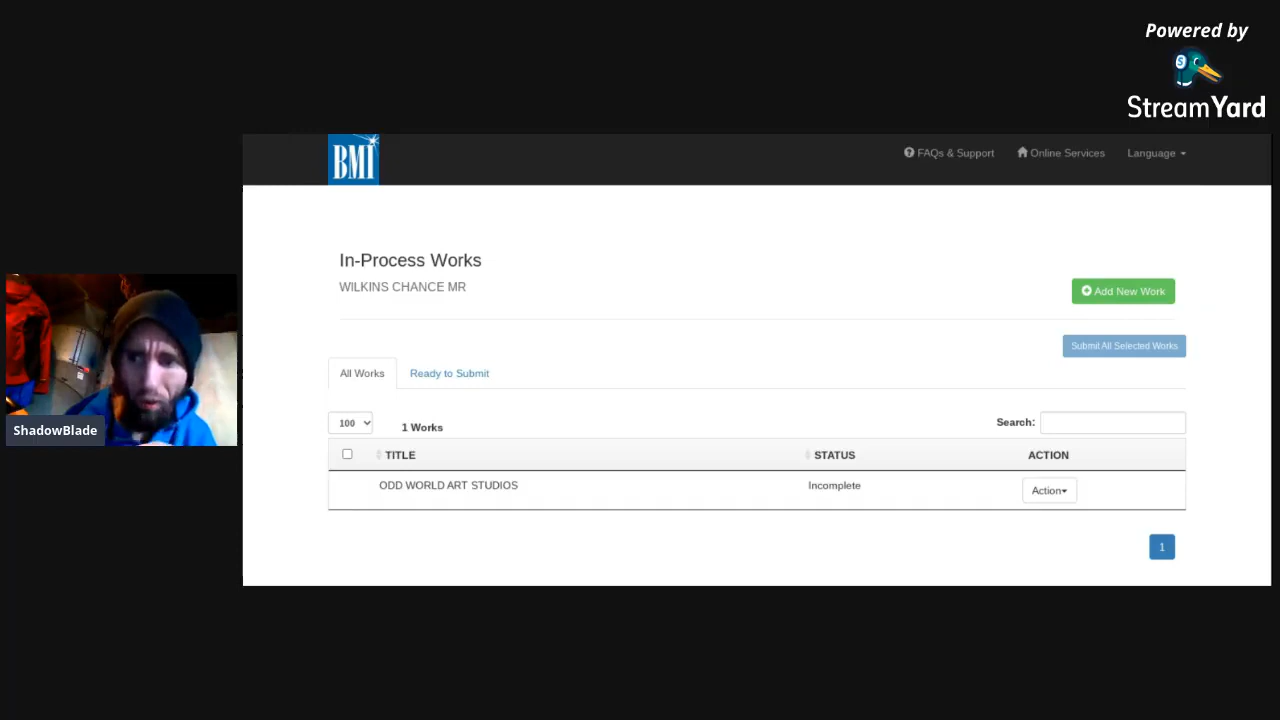 Powered by
StreamYard
BMI
FAQs & Support
Online Services
Language
In-Process Works
WILKINS CHANCE MR
Add New Work
Submit All Selected Works
All Works
Ready to Submit
100
1 Works
Search:
TITLE
STATUS
ACTION
ODD WORLD ART STUDIOS
Incomplete
Action
1
ShadowBlade